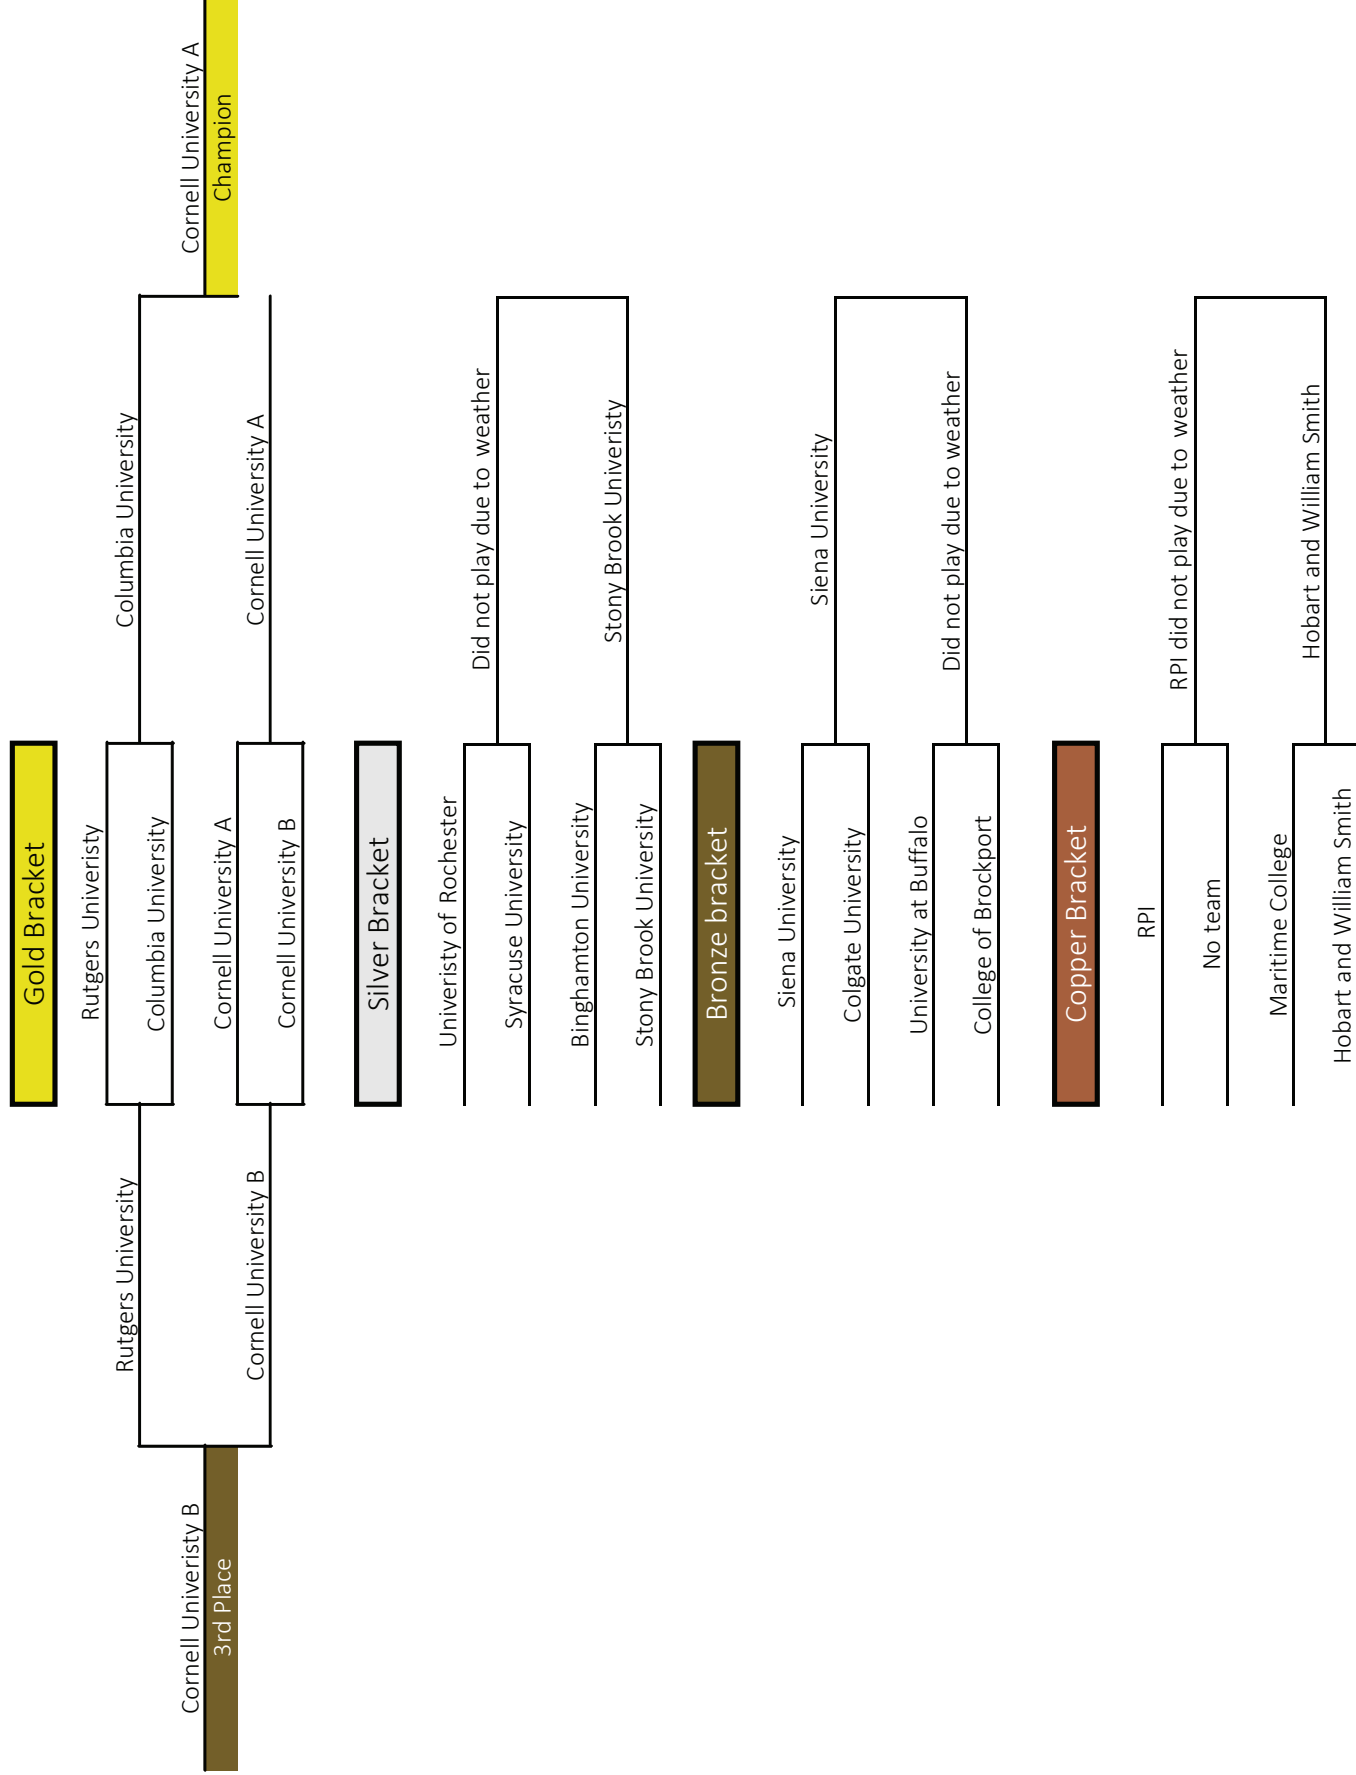 Gold Bracket
Rutgers Univeristy
Rutgers University
Columbia University
Columbia University
Cornell Univeristy B
3rd Place
Cornell University A
Champion
Cornell University A
Cornell University B
Cornell University A
Cornell University B
Silver Bracket
Univeristy of Rochester
Did not play due to weather
Syracuse University
Binghamton University
Stony Brook Univeristy
Stony Brook University
Bronze bracket
Siena University
Siena University
Colgate University
University at Buffalo
Did not play due to weather
College of Brockport
Copper Bracket
RPI
RPI did not play due to weather
No team
Maritime College
Hobart and William Smith
Hobart and William Smith